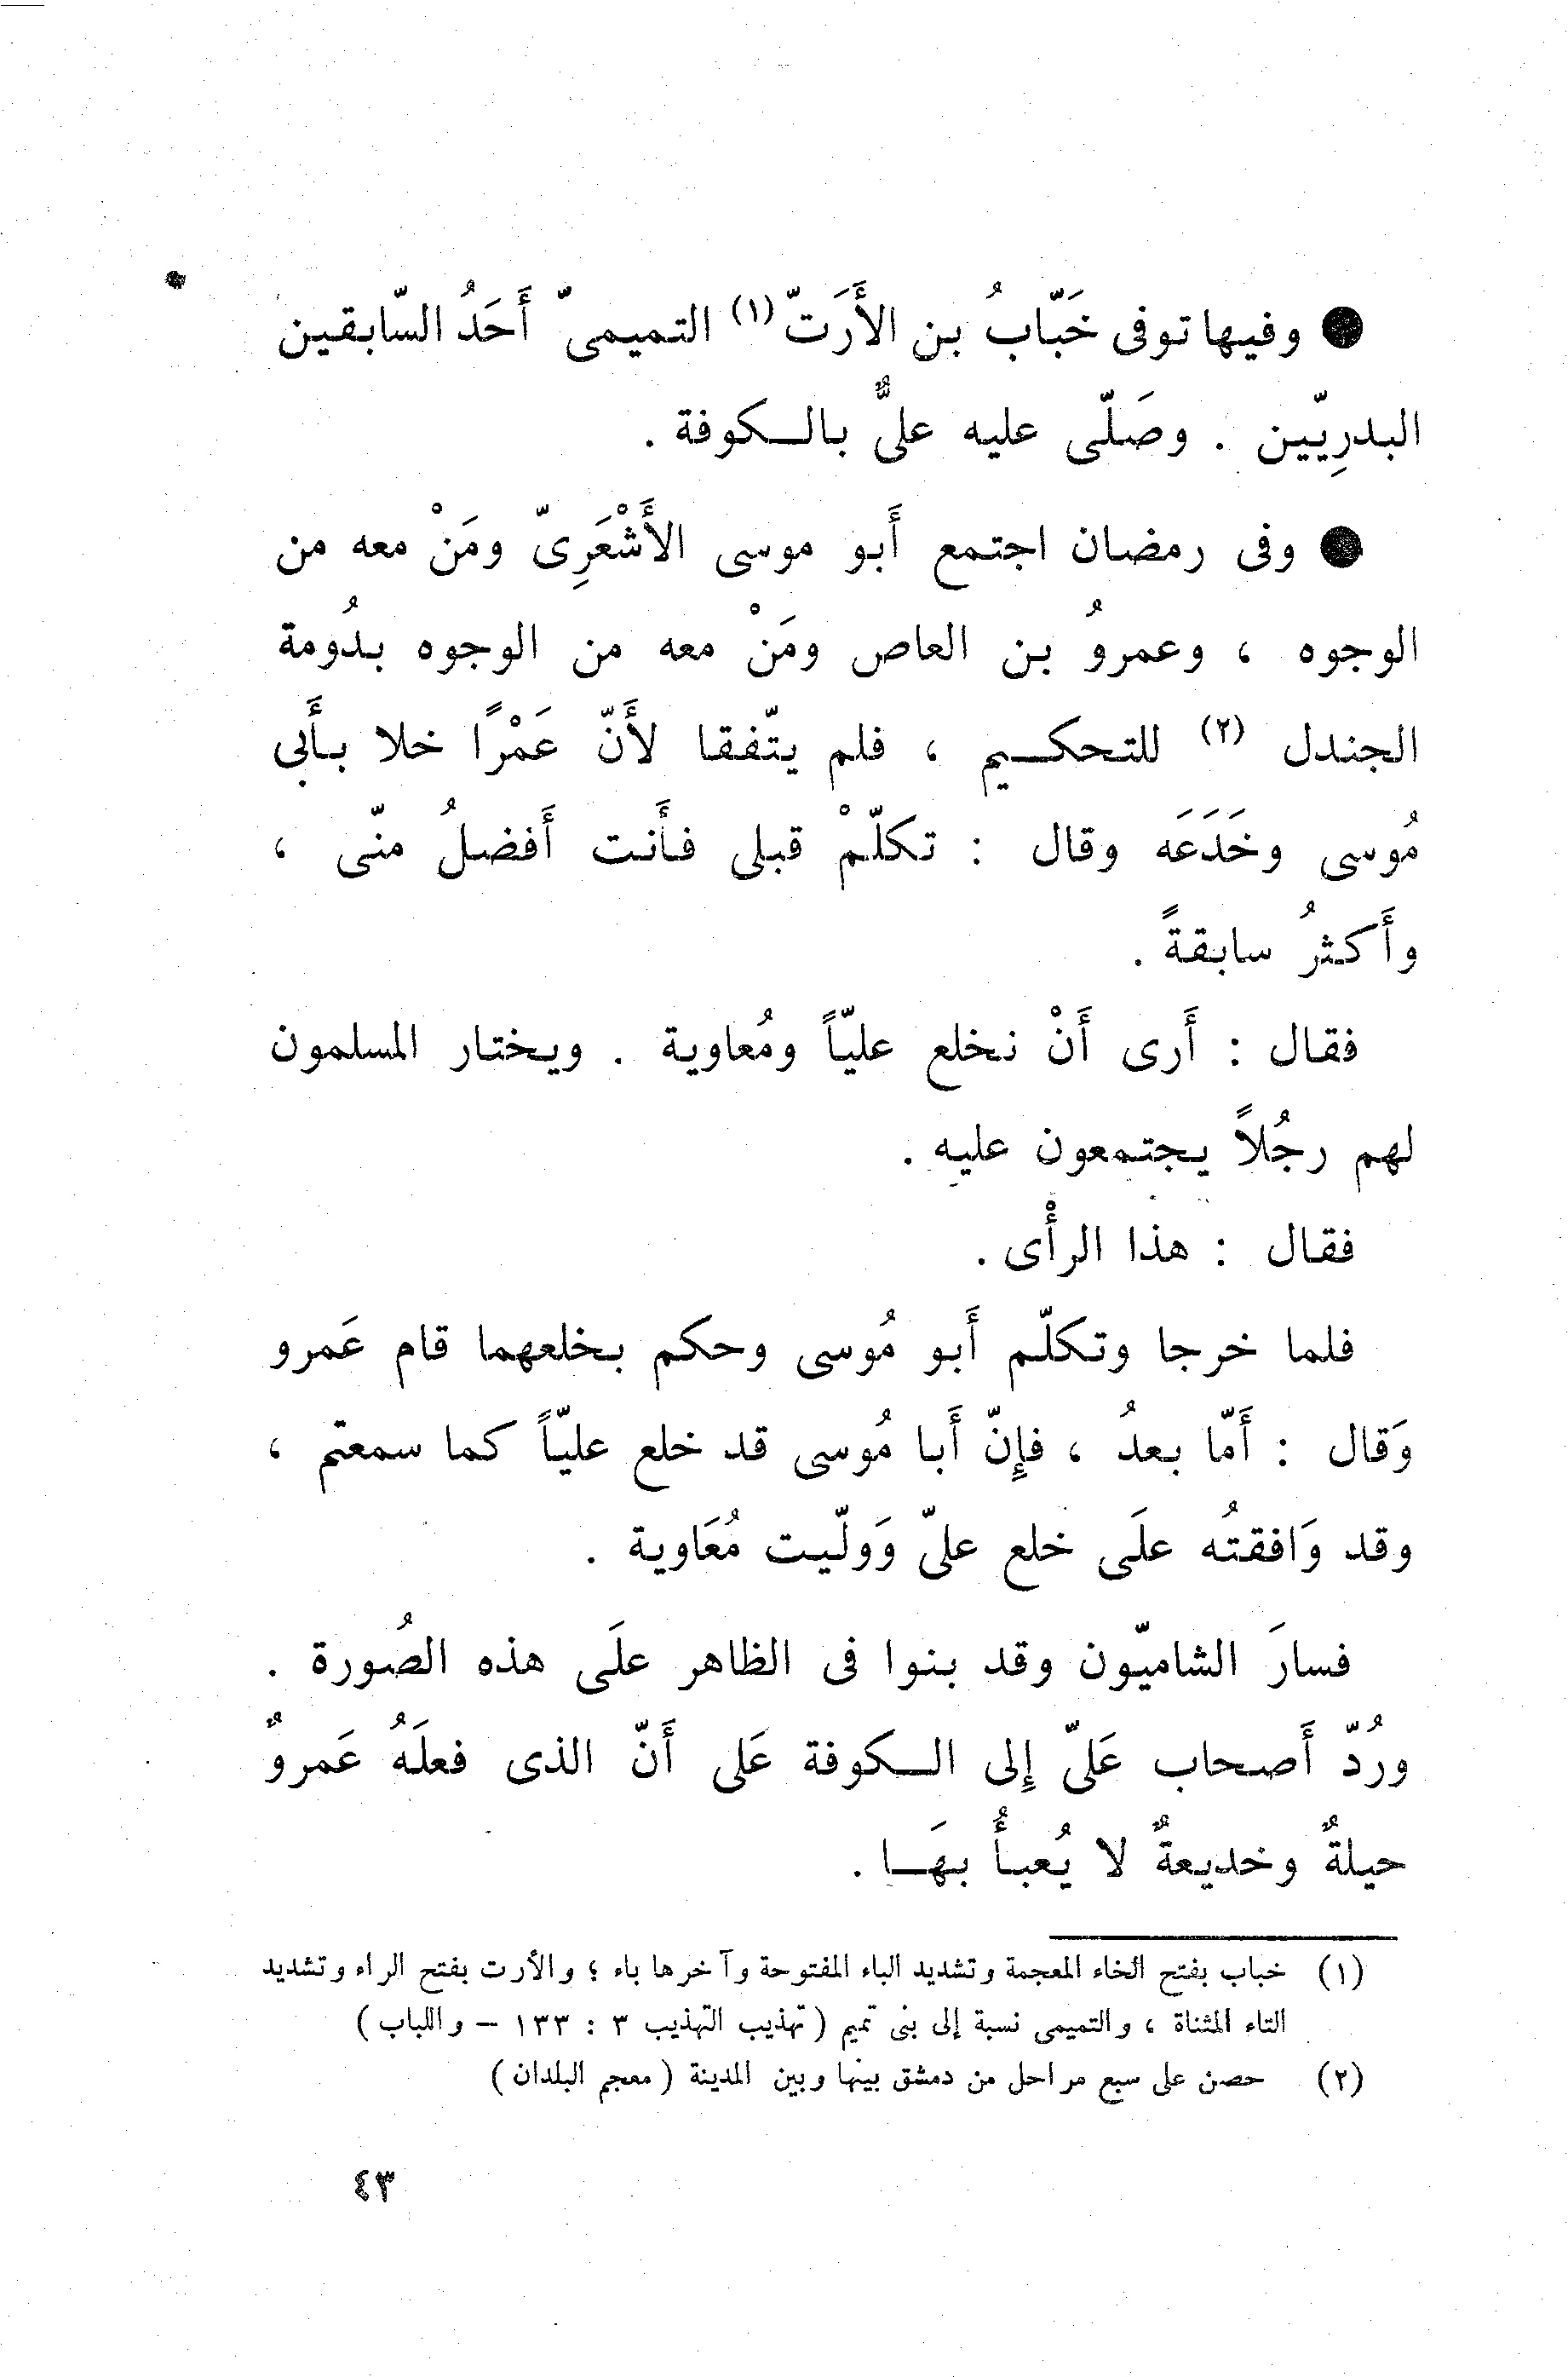 ● وفيها توفى خَبّابُ بن الأَرَتّ (١) التميمىّ أَحَدُ السّابقين
البدرِيّين . وصَلّى عليه علىٌّ بالـكوفة .
● وفى رمضان اجتمع أَبو موسى الأَشْعَرِىّ ومَنْ معه من
الوجوه ، وعمروُ بن العاص ومَنْ معه من الوجوه بدُومة
الجندل (٢) للتحكـيم ، فلم يتّفقا لأَنّ عَمْرًا خلا بأَبى
مُوسى وخَدَعَه وقال : تكلّمْ قبلى فأَنت أَفضلُ منّى ،
وأَكثرُ سابقةً .
فقال : أَرى أَنْ نخلع عليّاً ومُعاوية . ويختار المسلمون
لهم رجُلاً يجتمعون عليه .
فقال : هذا الرأْى .
فلما خرجا وتكلّم أَبو مُوسى وحكم بخلعهما قام عَمرو
وَقال : أَمّا بعدُ ، فإِنّ أَبا مُوسى قد خلع عليّاً كما سمعتم ،
وقد وَافقتُه علَى خلع علىّ وَولّيت مُعَاوية .
فسارَ الشاميّون وقد بنوا فى الظاهر علَى هذه الصُورة .
ورُدّ أَصحاب عَلىّ إِلى الـكوفة عَلى أَنّ الذى فعلَهُ عَمروٌ
حيلةٌ وخديعةٌ لا يُعبأُ بهَـا .
(١) خباب بفتح الخاء المعجمة وتشديد الباء المفتوحة وآخرها باء ؛ والأرت بفتح الراء وتشديد
التاء المثناة ، والتميمى نسبة إلى بنى تميم ( تهذيب التهذيب ٣ : ١٣٣ – واللباب )
(٢) حصن على سبع مراحل من دمشق بينها وبين المدينة ( معجم البلدان )
٤٣